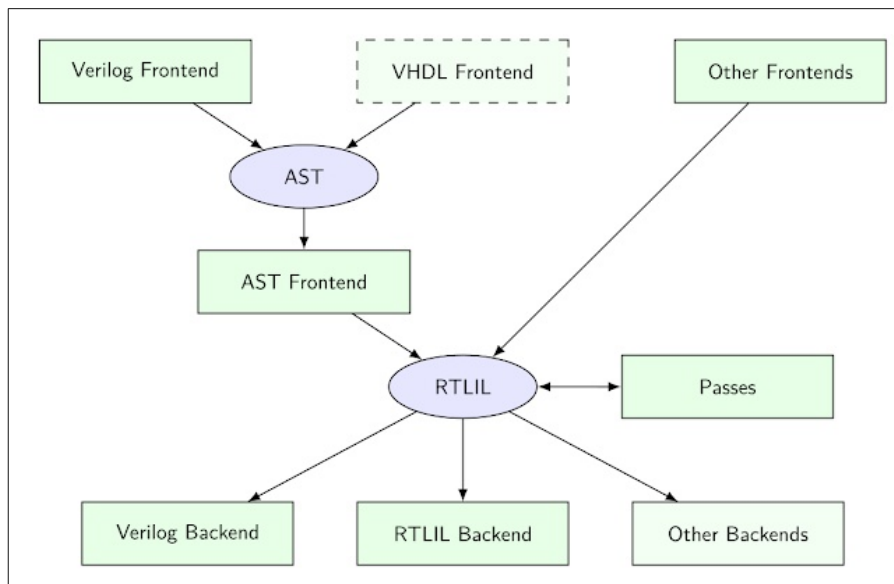 Verilog Frontend
VHDL Frontend
Other Frontends
AST
AST Frontend
RTLIL
Passes
Verilog Backend
RTLIL Backend
Other Backends